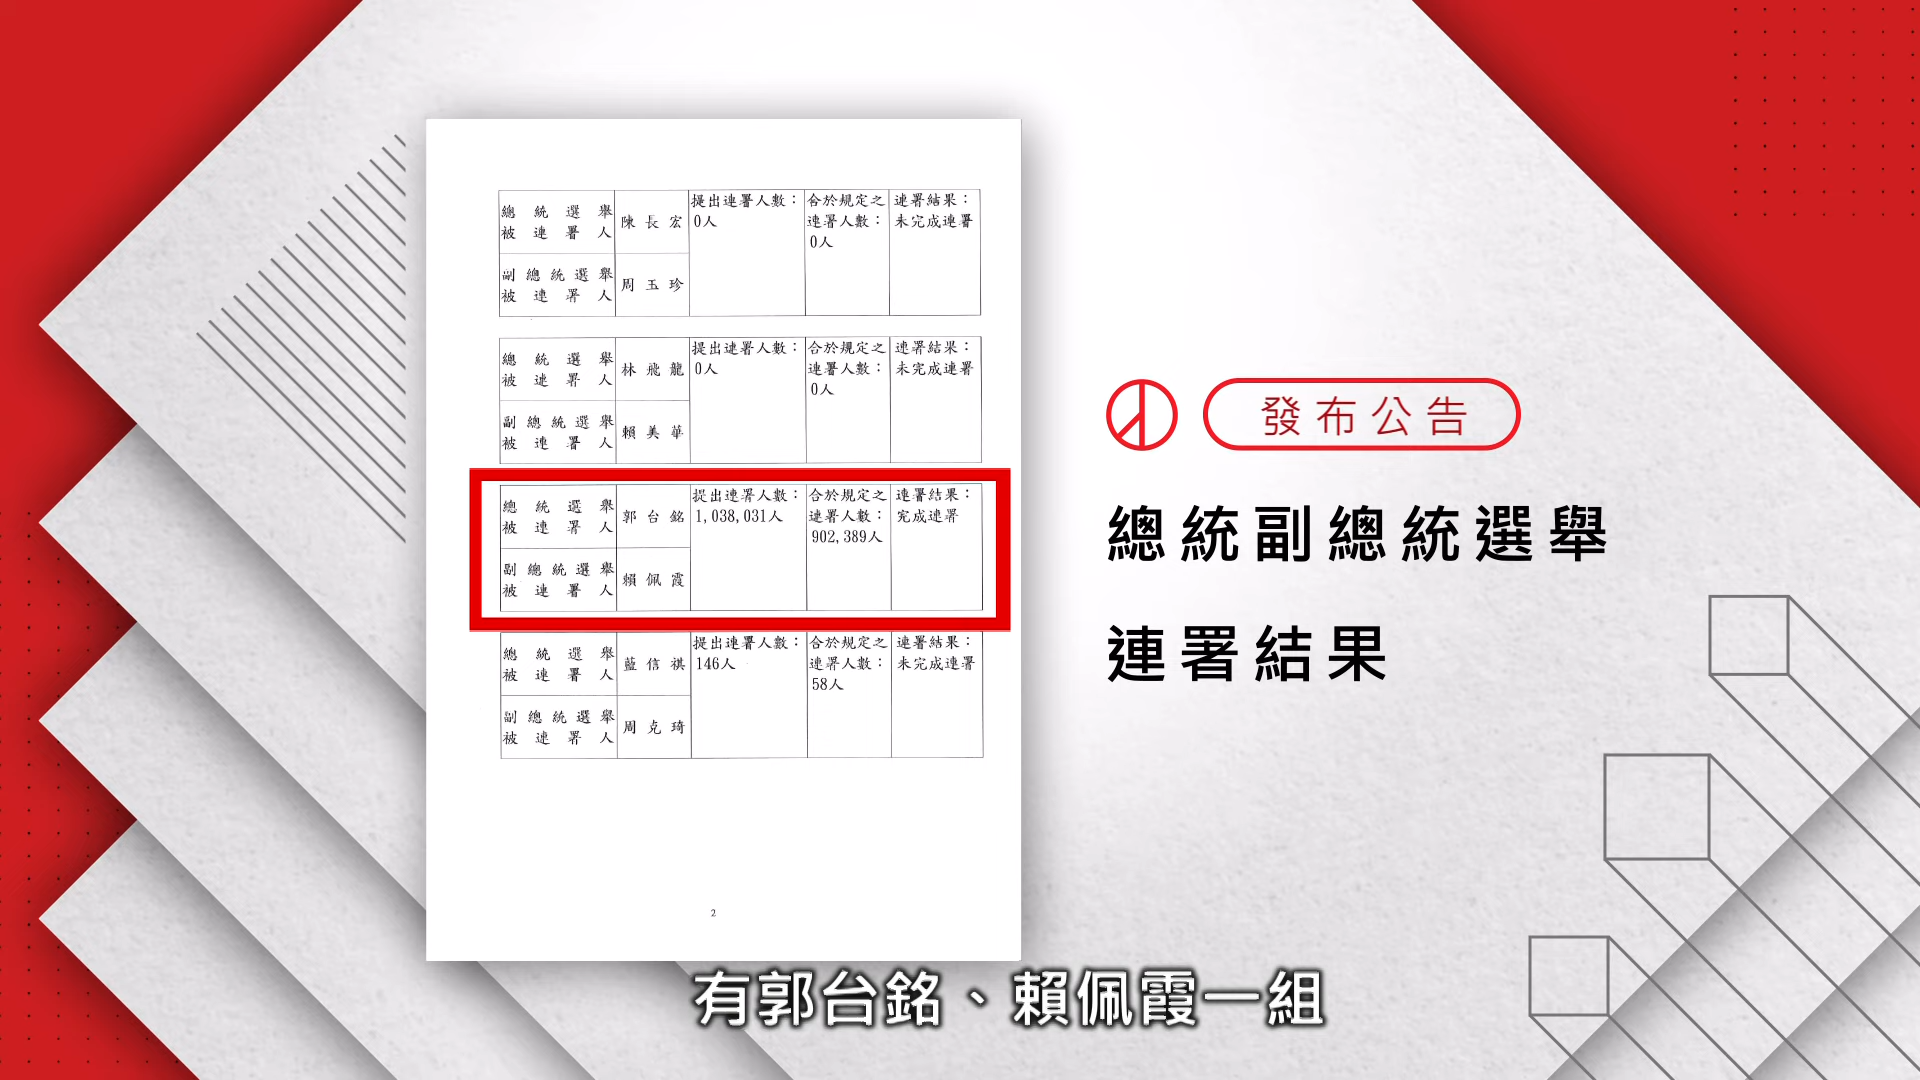 總統選舉
被連署人
陳長宏
提出連署人數：
0人
合於規定之
連署人數：
0人
連署結果：
未完成連署
副總統選舉
被連署人
周玉珍
總統選舉
被連署人
林飛龍
提出連署人數：
0人
合於規定之
連署人數：
0人
連署結果：
未完成連署
副總統選舉
被連署人
賴美華
總統選舉
被連署人
郭台銘
提出連署人數：
1,038,031人
合於規定之
連署人數：
902,389人
連署結果：
完成連署
副總統選舉
被連署人
賴佩霞
總統選舉
被連署人
藍信祺
提出連署人數：
146人
合於規定之
連署人數：
58人
連署結果：
未完成連署
副總統選舉
被連署人
周克琦
2
發布公告
總統副總統選舉
連署結果
有郭台銘、賴佩霞一組